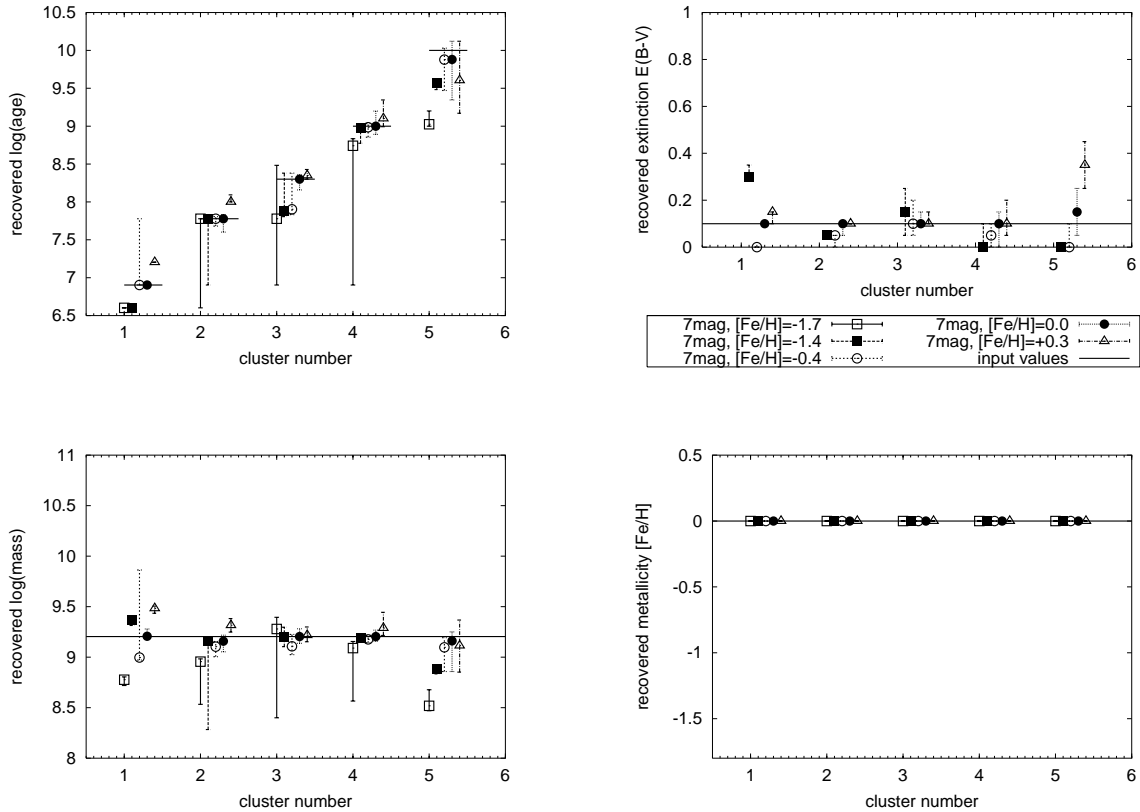 10
9.5
9
8.5
8
7.5
7
6.5
1 2 3 4 5 6
recovered log(age)
cluster number
1
0.8
0.6
0.4
0.2
0
1 2 3 4 5 6
recovered extinction E(B-V)
cluster number
7mag, [Fe/H]=-1.7
7mag, [Fe/H]=-1.4
7mag, [Fe/H]=-0.4
7mag, [Fe/H]=0.0
7mag, [Fe/H]=+0.3
input values
11
10.5
10
9.5
9
8.5
8
1 2 3 4 5 6
recovered log(mass)
cluster number
0.5
0
-0.5
-1
-1.5
1 2 3 4 5 6
recovered metallicity [Fe/H]
cluster number